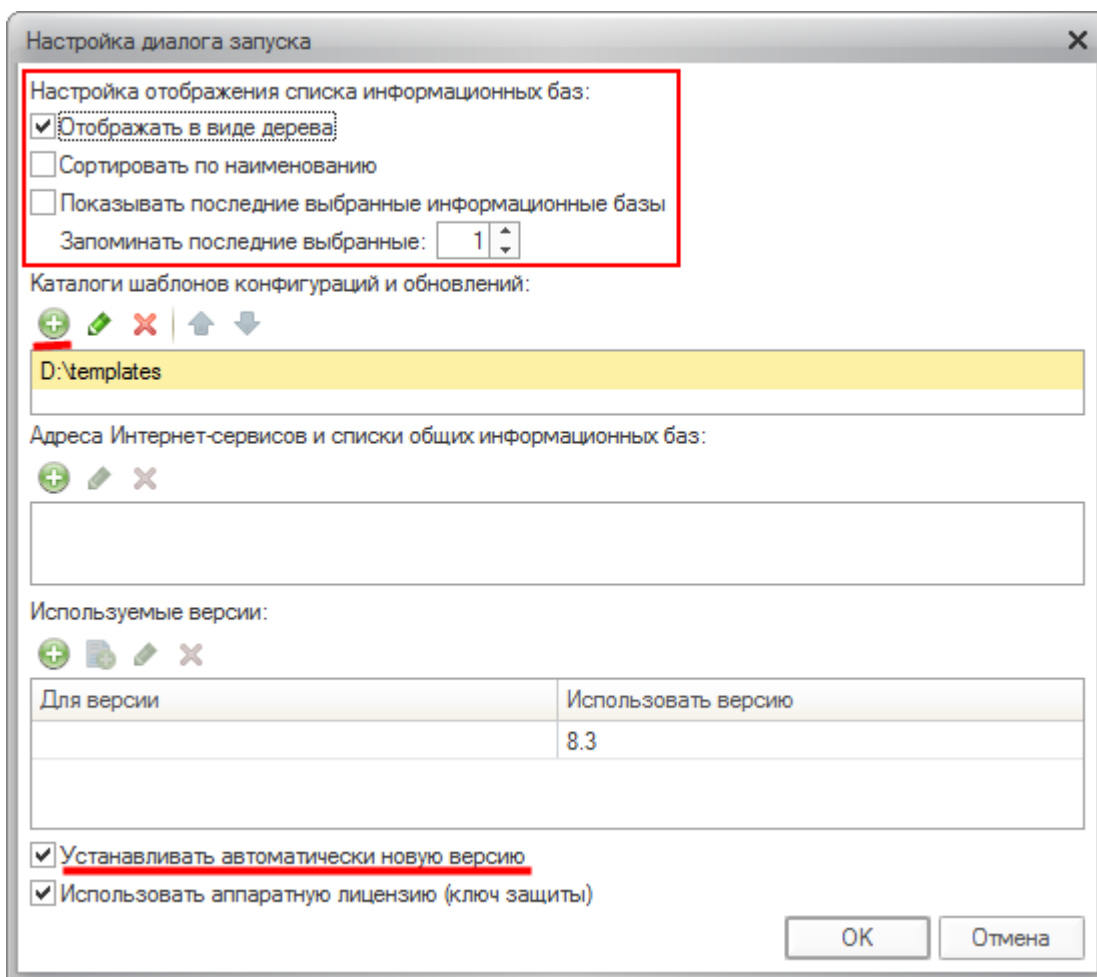 Настройка диалога запуска
Настройка отображения списка информационных баз:
Отображать в виде дерева
Сортировать по наименованию
Показывать последние выбранные информационные базы
Запоминать последние выбранные: 1
Каталоги шаблонов конфигураций и обновлений:
D:\templates
Адреса Интернет-сервисов и списки общих информационных баз:
Используемые версии:
Для версии Использовать версию
8.3
Устанавливать автоматически новую версию
Использовать аппаратную лицензию (ключ защиты)
OK Отмена